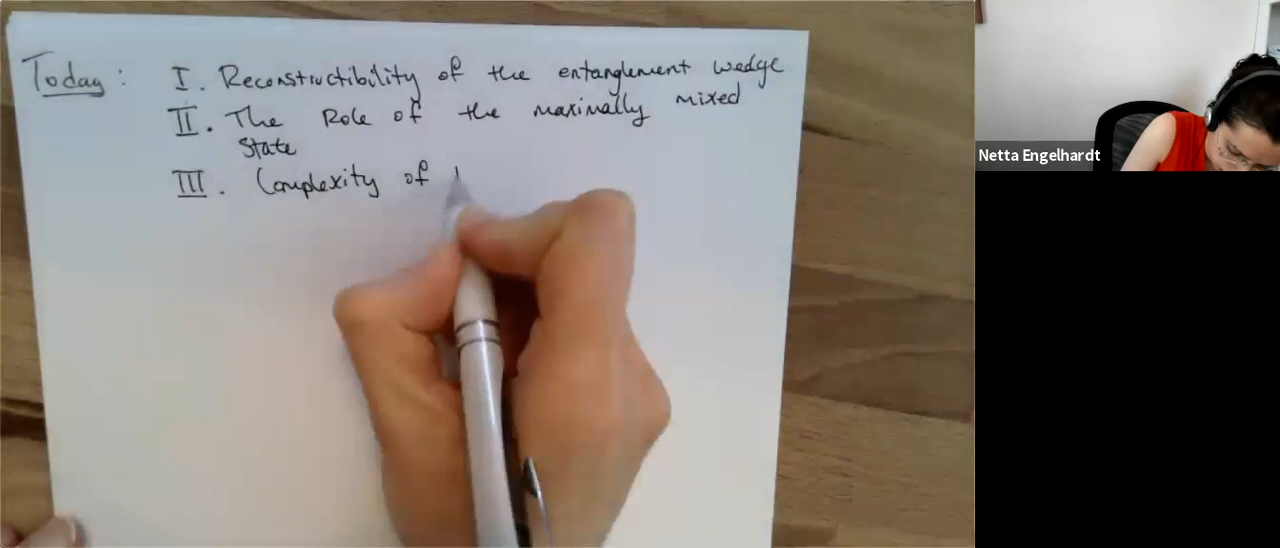 Today: I. Reconstructibility of the entanglement wedge
II. The Role of the maximally mixed
state
III. Complexity of
Netta Engelhardt